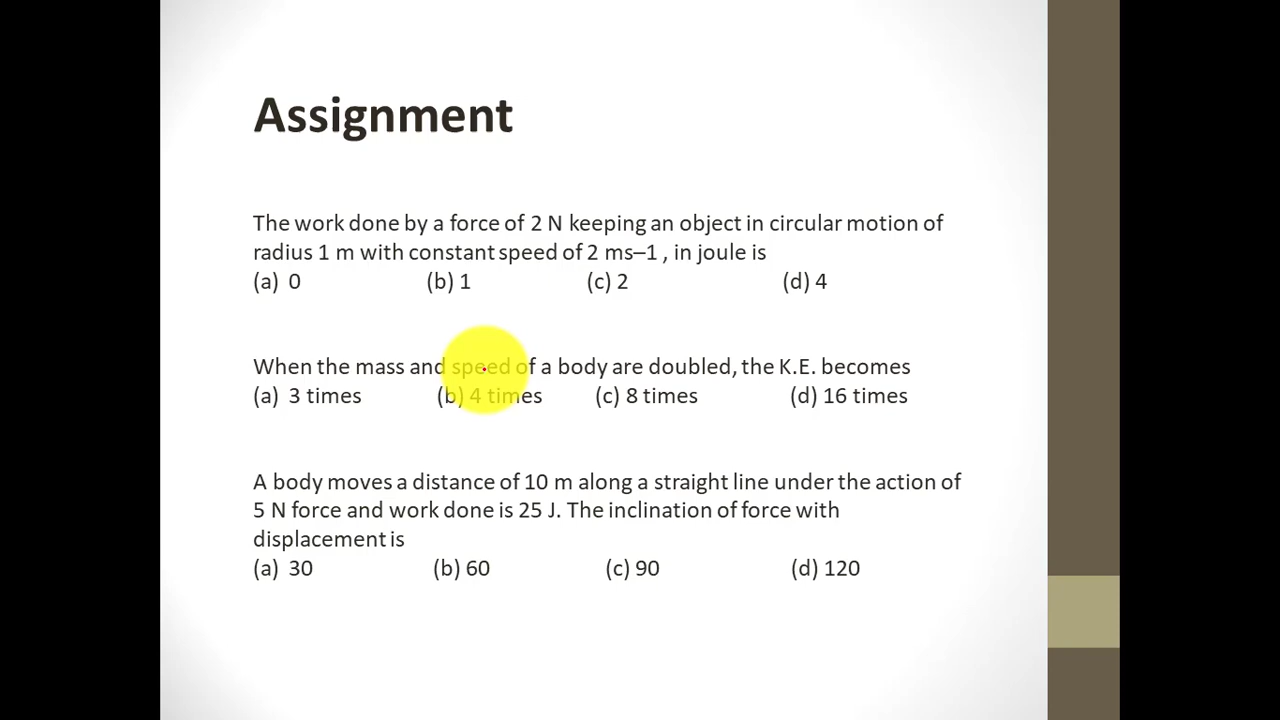 Assignment
The work done by a force of 2 N keeping an object in circular motion of
radius 1 m with constant speed of 2 ms–1 , in joule is
(a) 0 (b) 1 (c) 2 (d) 4
When the mass and speed of a body are doubled, the K.E. becomes
(a) 3 times (b) 4 times (c) 8 times (d) 16 times
A body moves a distance of 10 m along a straight line under the action of
5 N force and work done is 25 J. The inclination of force with
displacement is
(a) 30 (b) 60 (c) 90 (d) 120